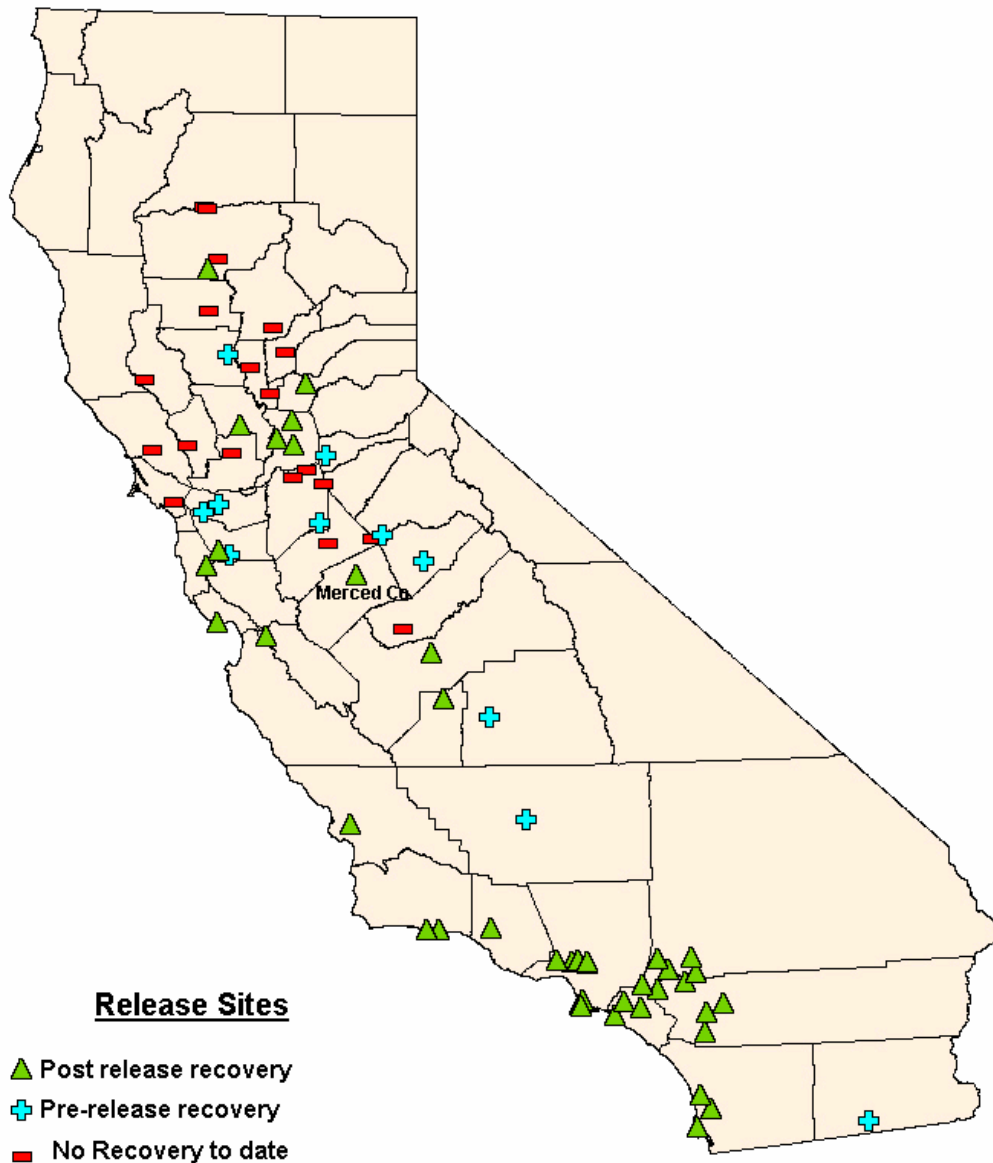 Merced Co.
Release Sites
Post release recovery
Pre-release recovery
No Recovery to date